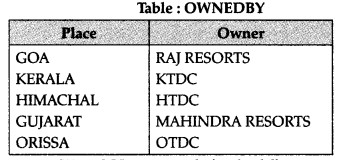 Table : OWNEDBY
Place Owner
GOA RAJ RESORTS
KERALA KTDC
HIMACHAL HTDC
GUJARAT MAHINDRA RESORTS
ORISSA OTDC